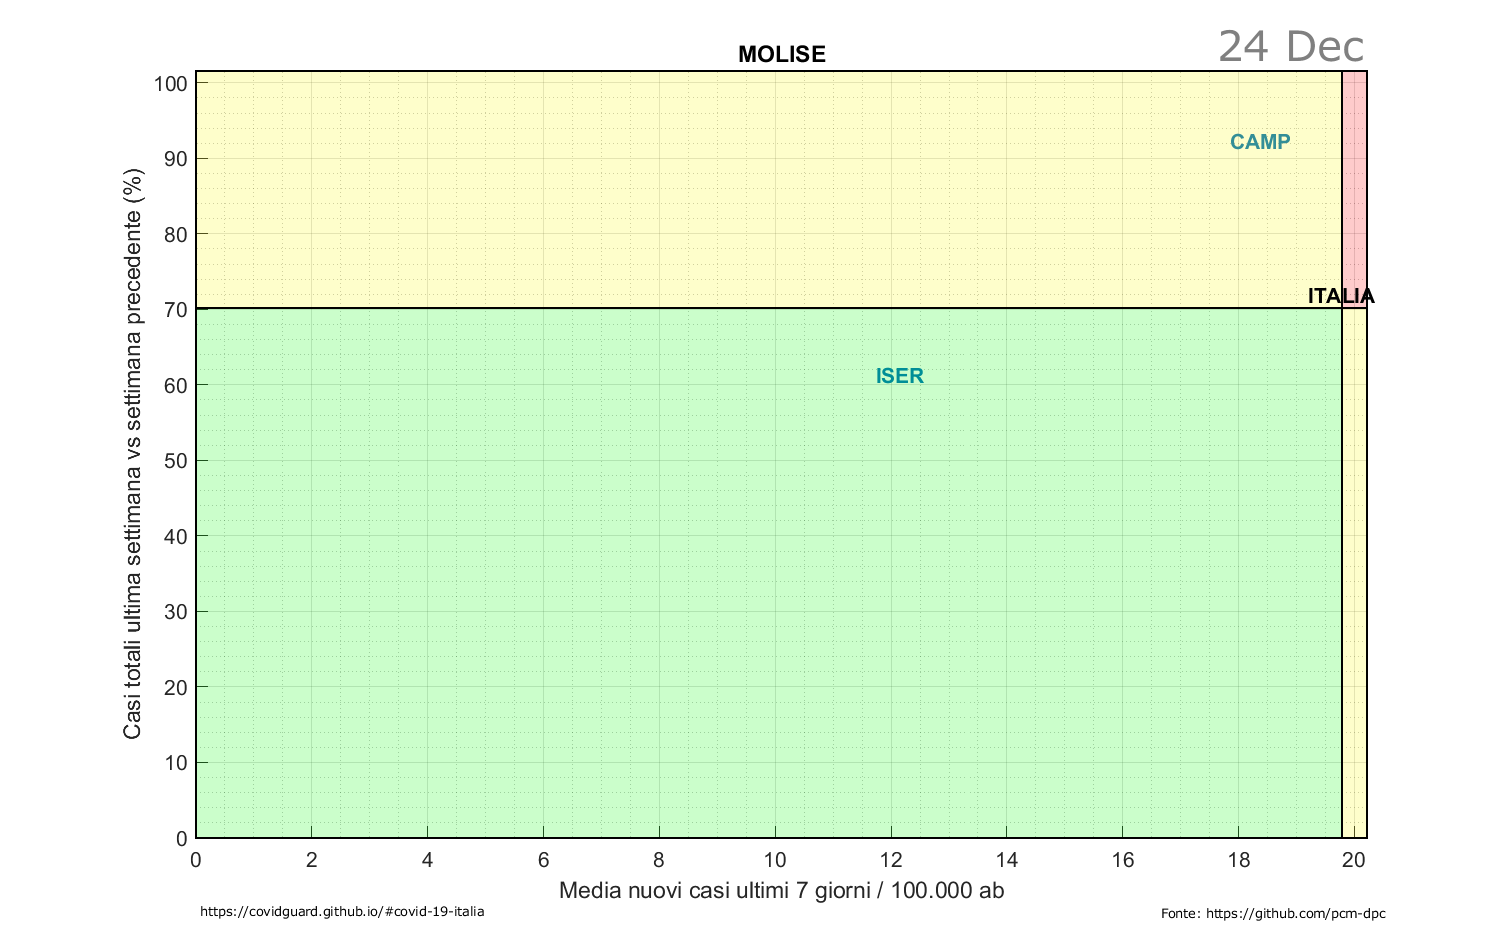 MOLISE
24 Dec
Casi totali ultima settimana vs settimana precedente (%)
100
90
80
70
60
50
40
30
20
10
0
CAMP
ITALIA
ISER
0 2 4 6 8 10 12 14 16 18 20
Media nuovi casi ultimi 7 giorni / 100.000 ab
https://covidguard.github.io/#covid-19-italia
Fonte: https://github.com/pcm-dpc